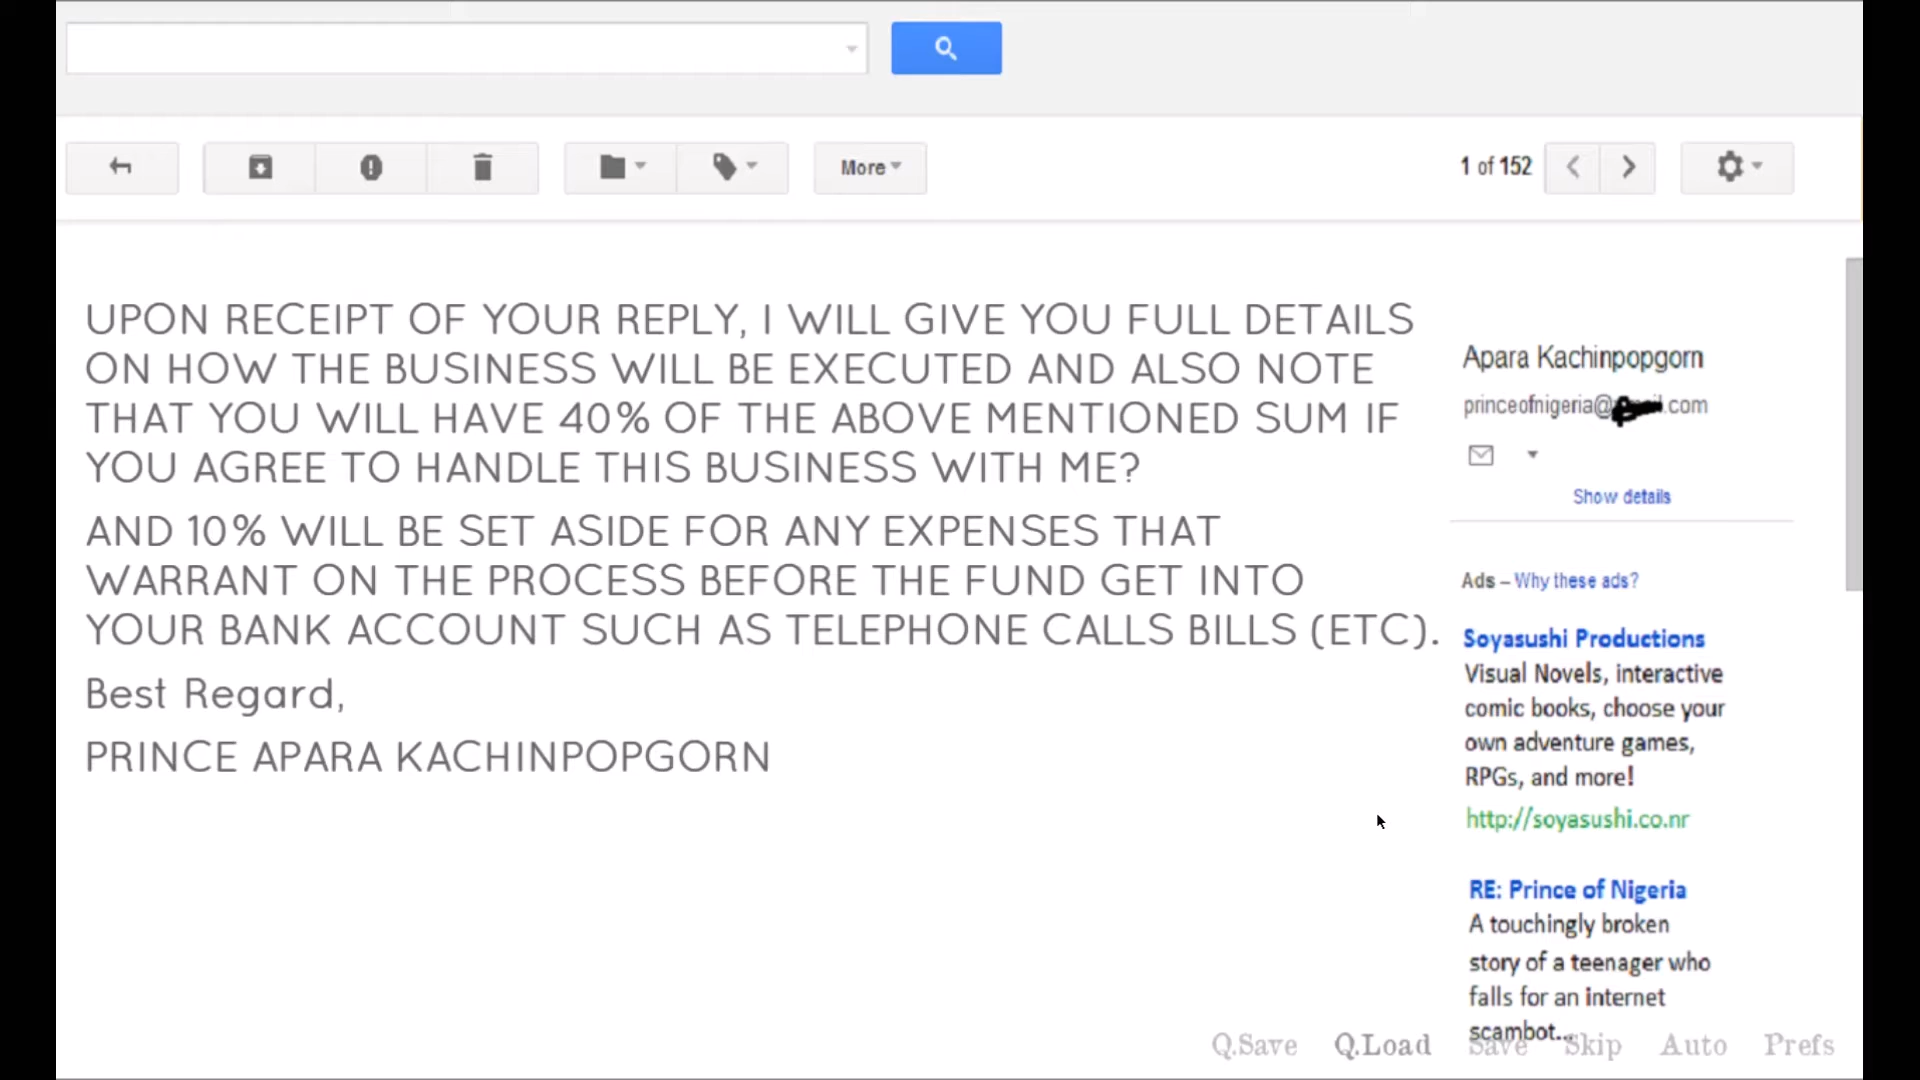 More
1 of 152
UPON RECEIPT OF YOUR REPLY, I WILL GIVE YOU FULL DETAILS
ON HOW THE BUSINESS WILL BE EXECUTED AND ALSO NOTE
THAT YOU WILL HAVE 40% OF THE ABOVE MENTIONED SUM IF
YOU AGREE TO HANDLE THIS BUSINESS WITH ME?
AND 10% WILL BE SET ASIDE FOR ANY EXPENSES THAT
WARRANT ON THE PROCESS BEFORE THE FUND GET INTO
YOUR BANK ACCOUNT SUCH AS TELEPHONE CALLS BILLS (ETC).
Best Regard,
PRINCE APARA KACHINPOPGORN
Apara Kachinpopgorn
princeofnigeria@ .com
Show details
Ads – Why these ads?
Soyasushi Productions
Visual Novels, interactive
comic books, choose your
own adventure games,
RPGs, and more!
http://soyasushi.co.nr
RE: Prince of Nigeria
A touchingly broken
story of a teenager who
falls for an internet
scambot...
Q.Save Q.Load Save Skip Auto Prefs